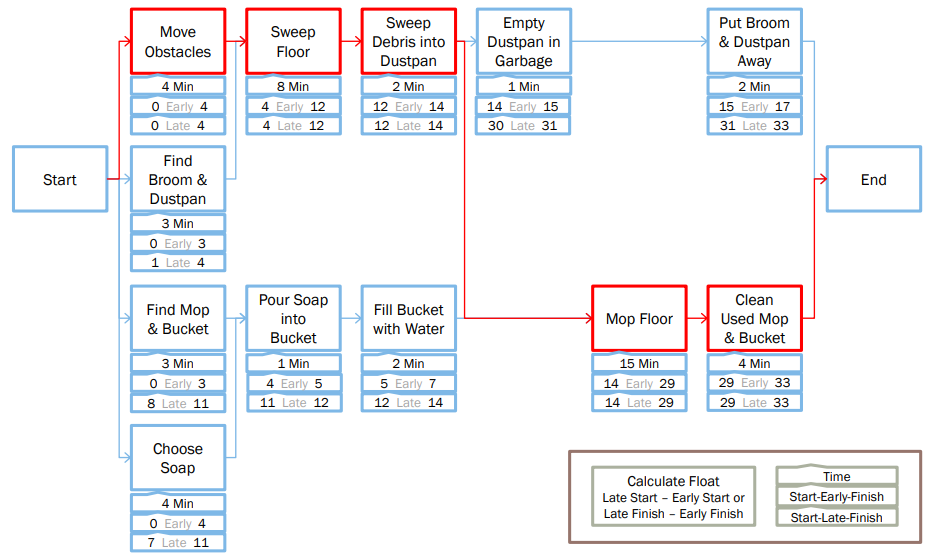 Move
Obstacles
4 Min
0 Early 4
0 Late 4
Sweep
Floor
8 Min
4 Early 12
4 Late 12
Sweep
Debris into
Dustpan
2 Min
12 Early 14
12 Late 14
Empty
Dustpan in
Garbage
1 Min
14 Early 15
30 Late 31
Put Broom
& Dustpan
Away
2 Min
15 Early 17
31 Late 33
Start
Find
Broom &
Dustpan
3 Min
0 Early 3
1 Late 4
End
Find Mop
& Bucket
3 Min
0 Early 3
8 Late 11
Pour Soap
into
Bucket
1 Min
4 Early 5
11 Late 12
Fill Bucket
with Water
2 Min
5 Early 7
12 Late 14
Mop Floor
15 Min
14 Early 29
14 Late 29
Clean
Used Mop
& Bucket
4 Min
29 Early 33
29 Late 33
Choose
Soap
4 Min
0 Early 4
7 Late 11
Calculate Float
Late Start – Early Start or
Late Finish – Early Finish
Time
Start-Early-Finish
Start-Late-Finish